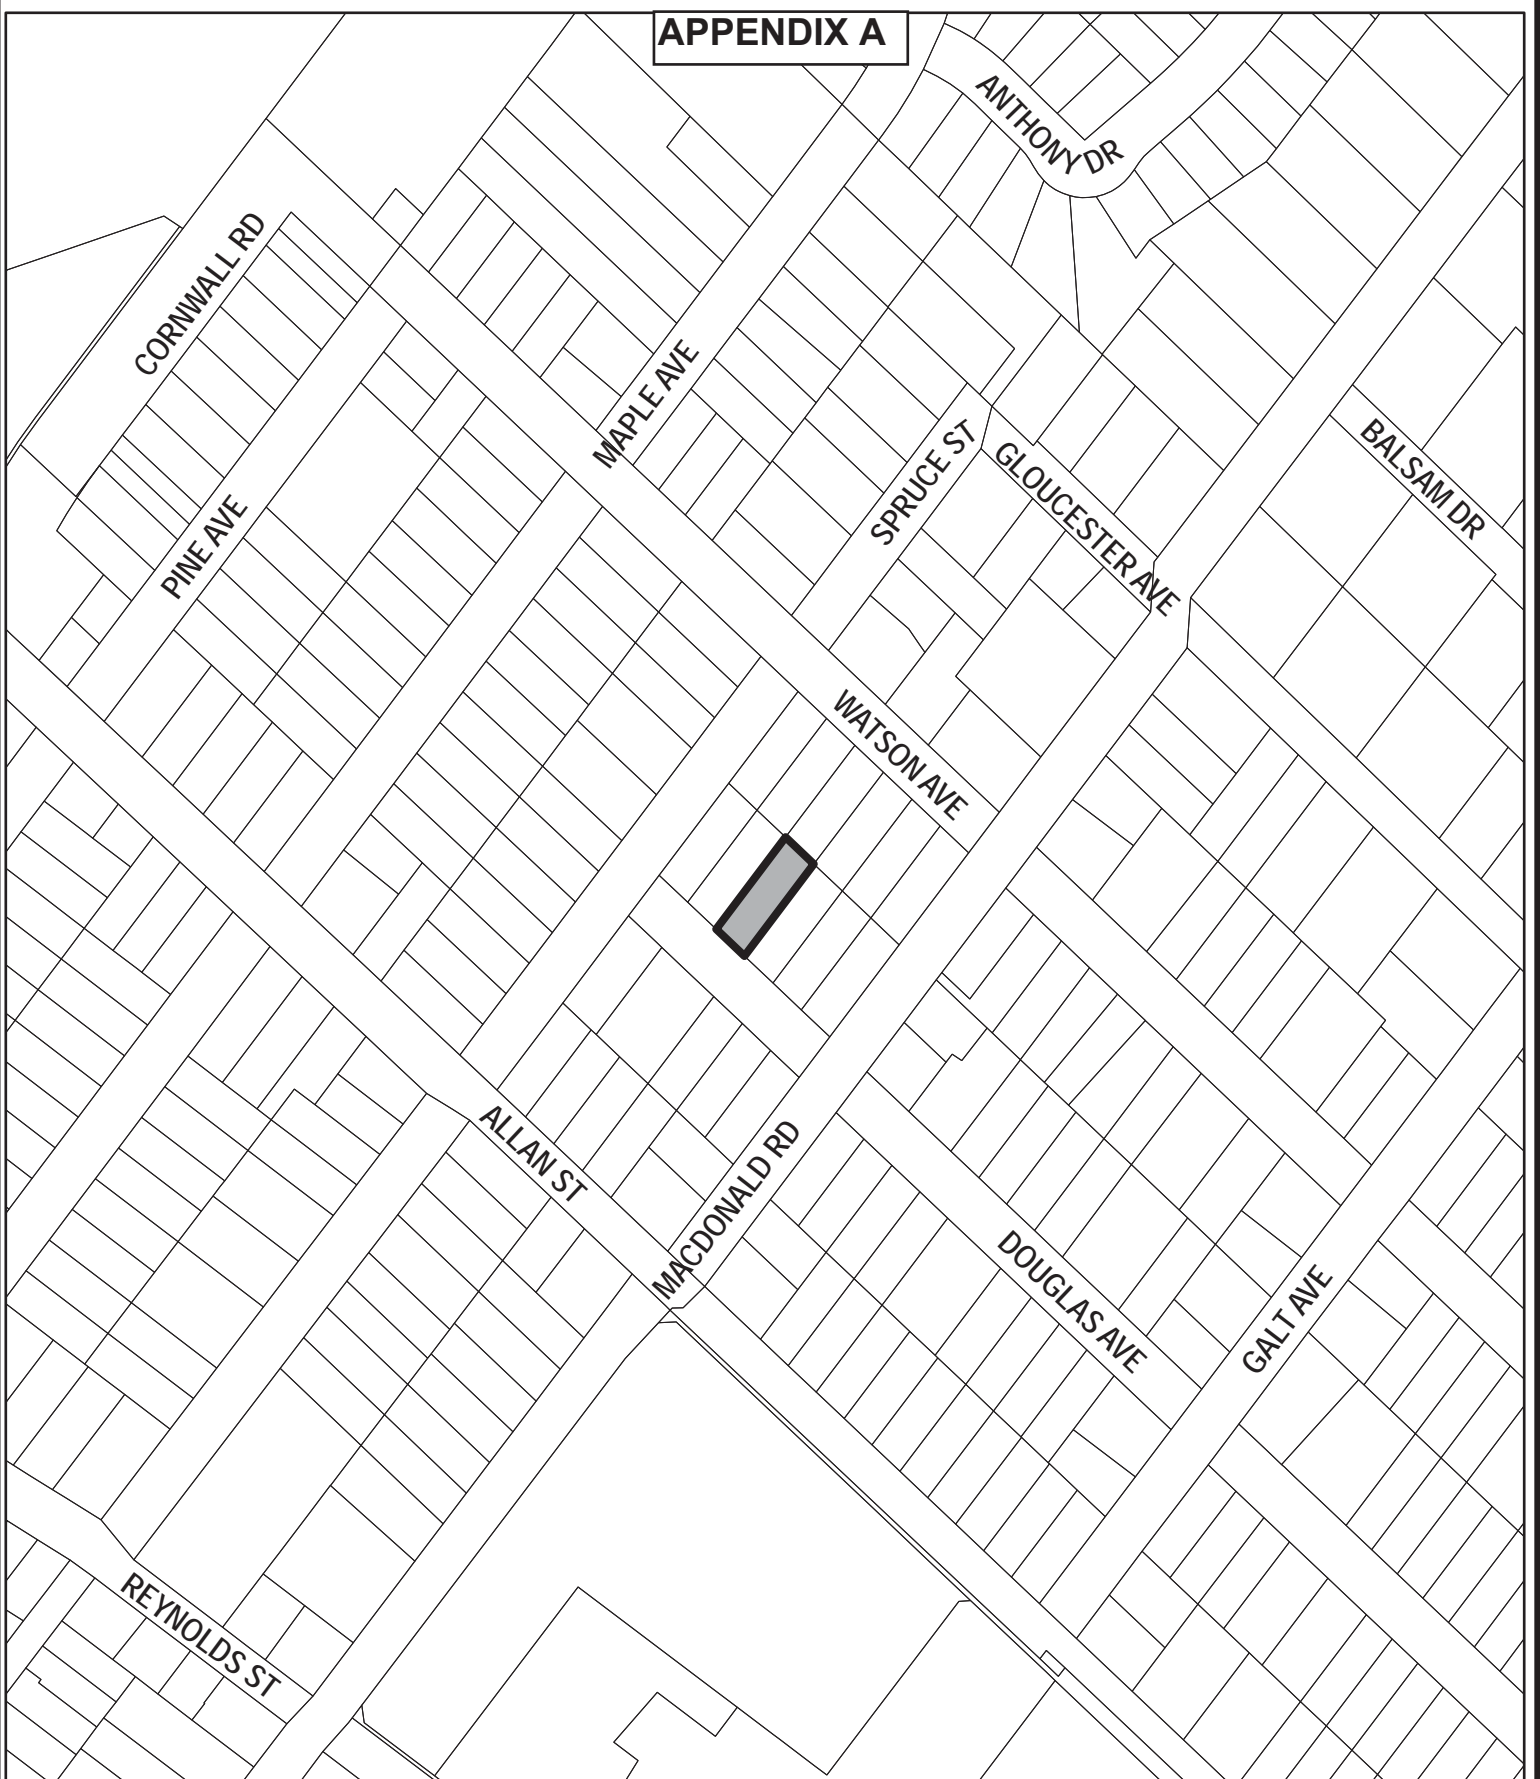 APPENDIX A
ANTHONY DR
CORNWALL RD
MAPLE AVE
BALSAM DR
SPRUCE ST
GLOUCESTER AVE
PINE AVE
WATSON AVE
ALLAN ST
MACDONALD RD
DOUGLAS AVE
GALT AVE
REYNOLDS ST